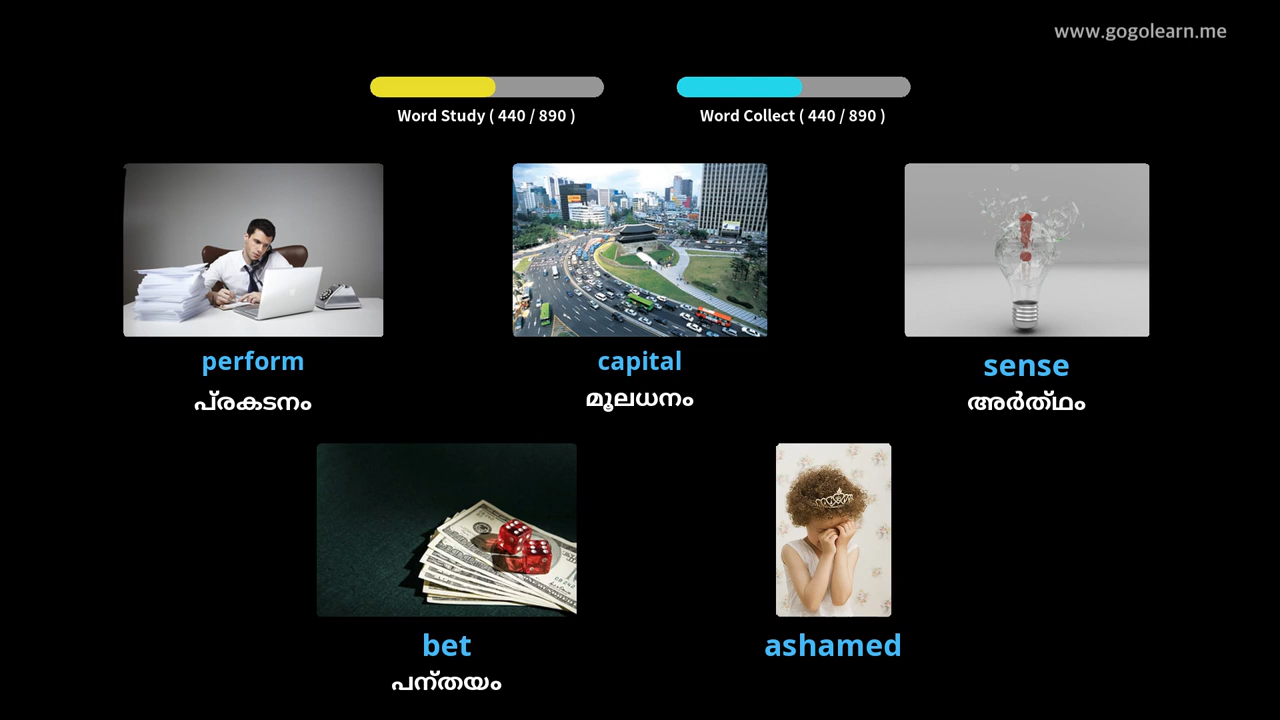 www.gogolearn.me
Word Study ( 440 / 890 )
Word Collect ( 440 / 890 )
perform
പ്രകടനം
capital
മൂലധനം
sense
അർത്ഥം
bet
പന്തയം
ashamed